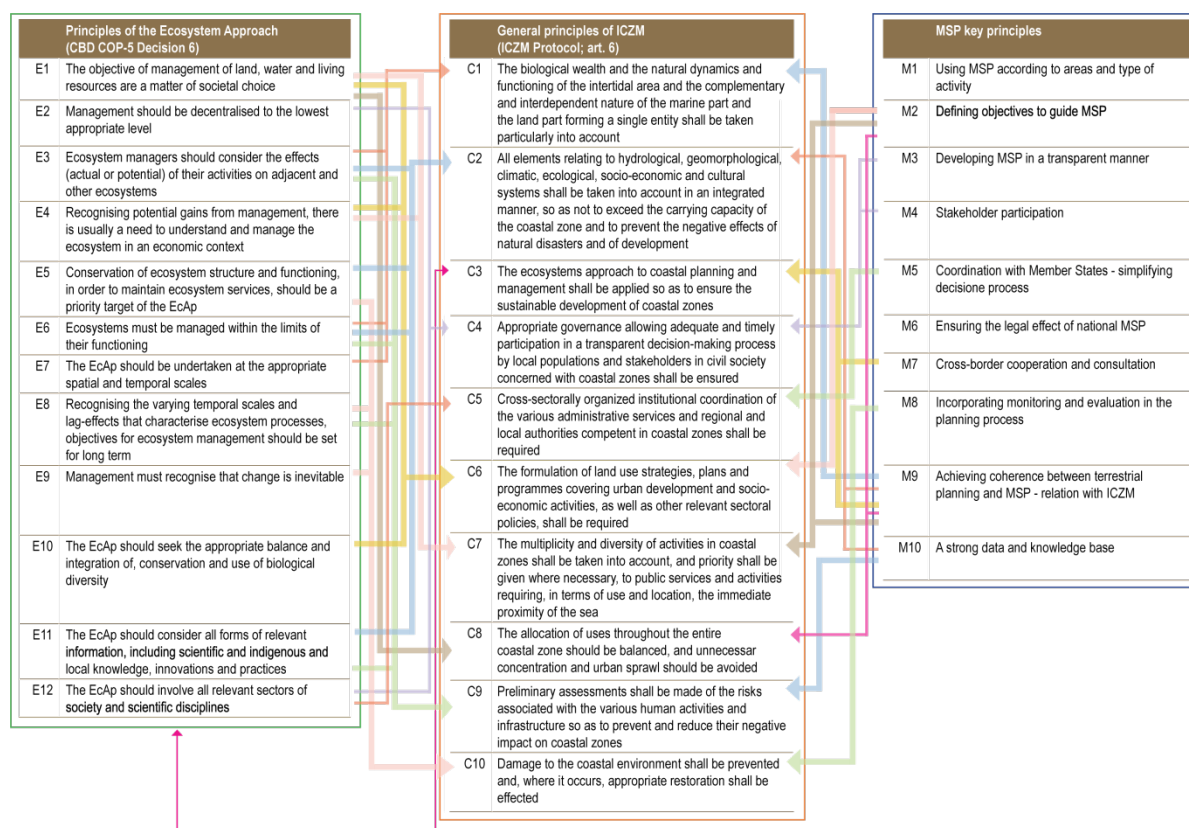 Principles of the Ecosystem Approach
(CBD COP-5 Decision 6)
E1 The objective of management of land, water and living
resources are a matter of societal choice
E2 Management should be decentralised to the lowest
appropriate level
E3 Ecosystem managers should consider the effects
(actual or potential) of their activities on adjacent and
other ecosystems
E4 Recognising potential gains from management, there
is usually a need to understand and manage the
ecosystem in an economic context
E5 Conservation of ecosystem structure and functioning,
in order to maintain ecosystem services, should be a
priority target of the EcAp
E6 Ecosystems must be managed within the limits of
their functioning
E7 The EcAp should be undertaken at the appropriate
spatial and temporal scales
E8 Recognising the varying temporal scales and
lag-effects that characterise ecosystem processes,
objectives for ecosystem management should be set
for long term
E9 Management must recognise that change is inevitable
E10 The EcAp should seek the appropriate balance and
integration of, conservation and use of biological
diversity
E11 The EcAp should consider all forms of relevant
information, including scientific and indigenous and
local knowledge, innovations and practices
E12 The EcAp should involve all relevant sectors of
society and scientific disciplines
General principles of ICZM
(ICZM Protocol; art. 6)
C1 The biological wealth and the natural dynamics and
functioning of the intertidal area and the complementary
and interdependent nature of the marine part and
the land part forming a single entity shall be taken
particularly into account
C2 All elements relating to hydrological, geomorphological,
climatic, ecological, socio-economic and cultural
systems shall be taken into account in an integrated
manner, so as not to exceed the carrying capacity of
the coastal zone and to prevent the negative effects of
natural disasters and of development
C3 The ecosystems approach to coastal planning and
management shall be applied so as to ensure the
sustainable development of coastal zones
C4 Appropriate governance allowing adequate and timely
participation in a transparent decision-making process
by local populations and stakeholders in civil society
concerned with coastal zones shall be ensured
C5 Cross-sectorally organized institutional coordination of
the various administrative services and regional and
local authorities competent in coastal zones shall be
required
C6 The formulation of land use strategies, plans and
programmes covering urban development and socio-
economic activities, as well as other relevant sectoral
policies, shall be required
C7 The multiplicity and diversity of activities in coastal
zones shall be taken into account, and priority shall be
given where necessary, to public services and activities
requiring, in terms of use and location, the immediate
proximity of the sea
C8 The allocation of uses throughout the entire
coastal zone should be balanced, and unnecessar
concentration and urban sprawl should be avoided
C9 Preliminary assessments shall be made of the risks
associated with the various human activities and
infrastructure so as to prevent and reduce their negative
impact on coastal zones
C10 Damage to the coastal environment shall be prevented
and, where it occurs, appropriate restoration shall be
effected
MSP key principles
M1 Using MSP according to areas and type of
activity
M2 Defining objectives to guide MSP
M3 Developing MSP in a transparent manner
M4 Stakeholder participation
M5 Coordination with Member States - simplifying
decisione process
M6 Ensuring the legal effect of national MSP
M7 Cross-border cooperation and consultation
M8 Incorporating monitoring and evaluation in the
planning process
M9 Achieving coherence between terrestrial
planning and MSP - relation with ICZM
M10 A strong data and knowledge base